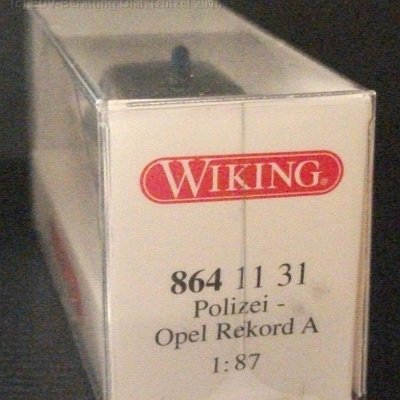 WIKING®
864 11 31
Polizei -
Opel Rekord A
1:87